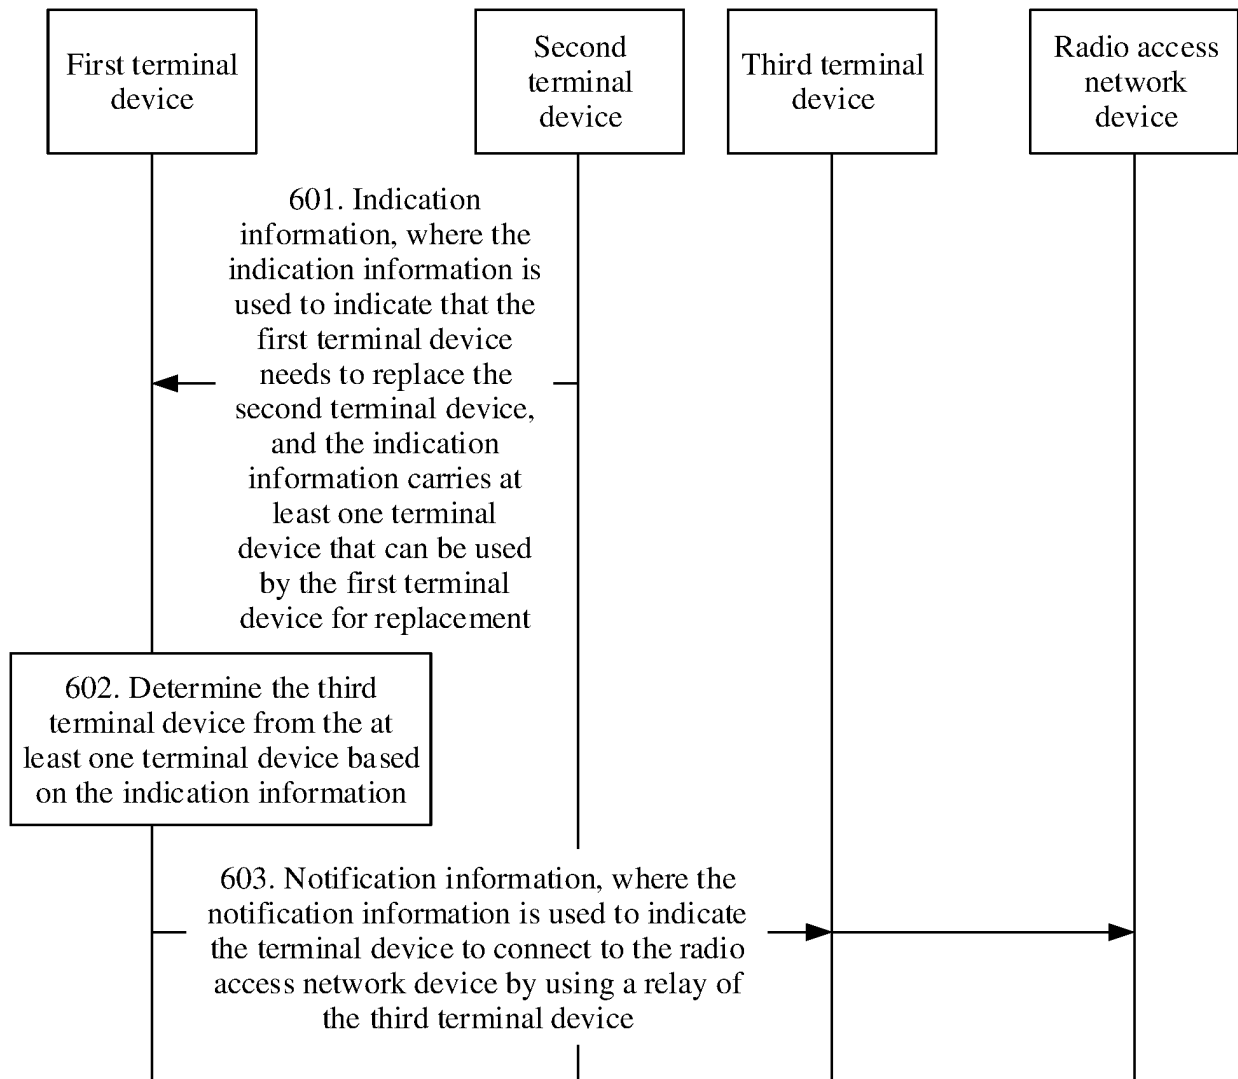 First terminal
device
Second
terminal
device
Third terminal
device
Radio access
network
device
601. Indication
information, where the
indication information is
used to indicate that the
first terminal device
needs to replace the
second terminal device,
and the indication
information carries at
least one terminal
device that can be used
by the first terminal
device for replacement
602. Determine the third
terminal device from the at
least one terminal device based
on the indication information
603. Notification information, where the
notification information is used to indicate
the terminal device to connect to the radio
access network device by using a relay of
the third terminal device